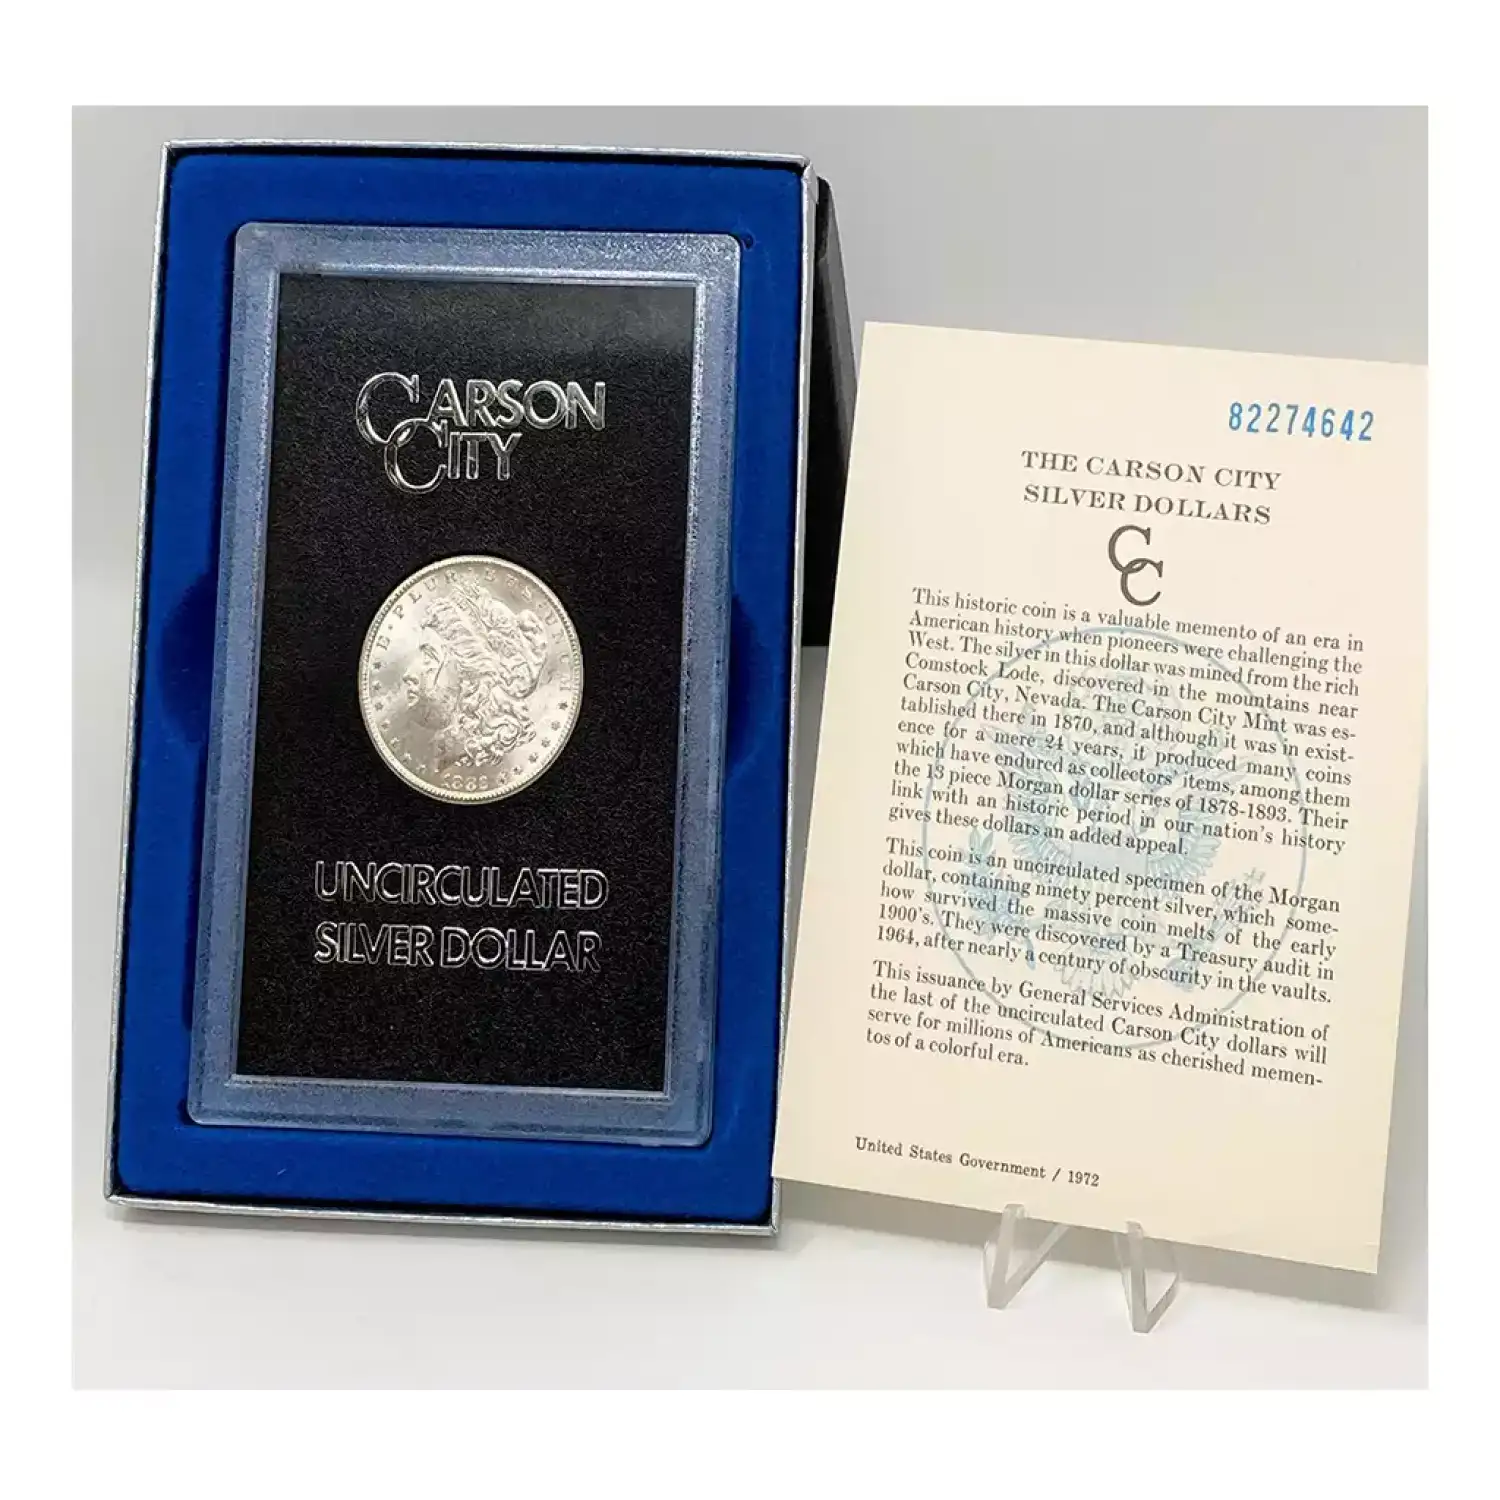 CARSON
CITY
E·PLURIBUS·UNUM
UNCIRCULATED
SILVER DOLLAR
82274642
THE CARSON CITY
SILVER DOLLARS
CC
This historic coin is a valuable memento of an era in
American history when pioneers were challenging the
West. The silver in this dollar was mined from the rich
Comstock Lode, discovered in the mountains near
Carson City, Nevada. The Carson City Mint was es-
tablished there in 1870, and although it was in exist-
ence for a mere 24 years, it produced many coins
which have endured as collectors' items, among them
the 13 piece Morgan dollar series of 1878-1893. Their
link with an historic period in our nation's history
gives these dollars an added appeal.
This coin is an uncirculated specimen of the Morgan
dollar, containing ninety percent silver, which some-
how survived the massive coin melts of the early
1900's. They were discovered by a Treasury audit in
1964, after nearly a century of obscurity in the vaults.
This issuance by General Services Administration of
the last of the uncirculated Carson City dollars will
serve for millions of Americans as cherished memen-
tos of a colorful era.
United States Government / 1972